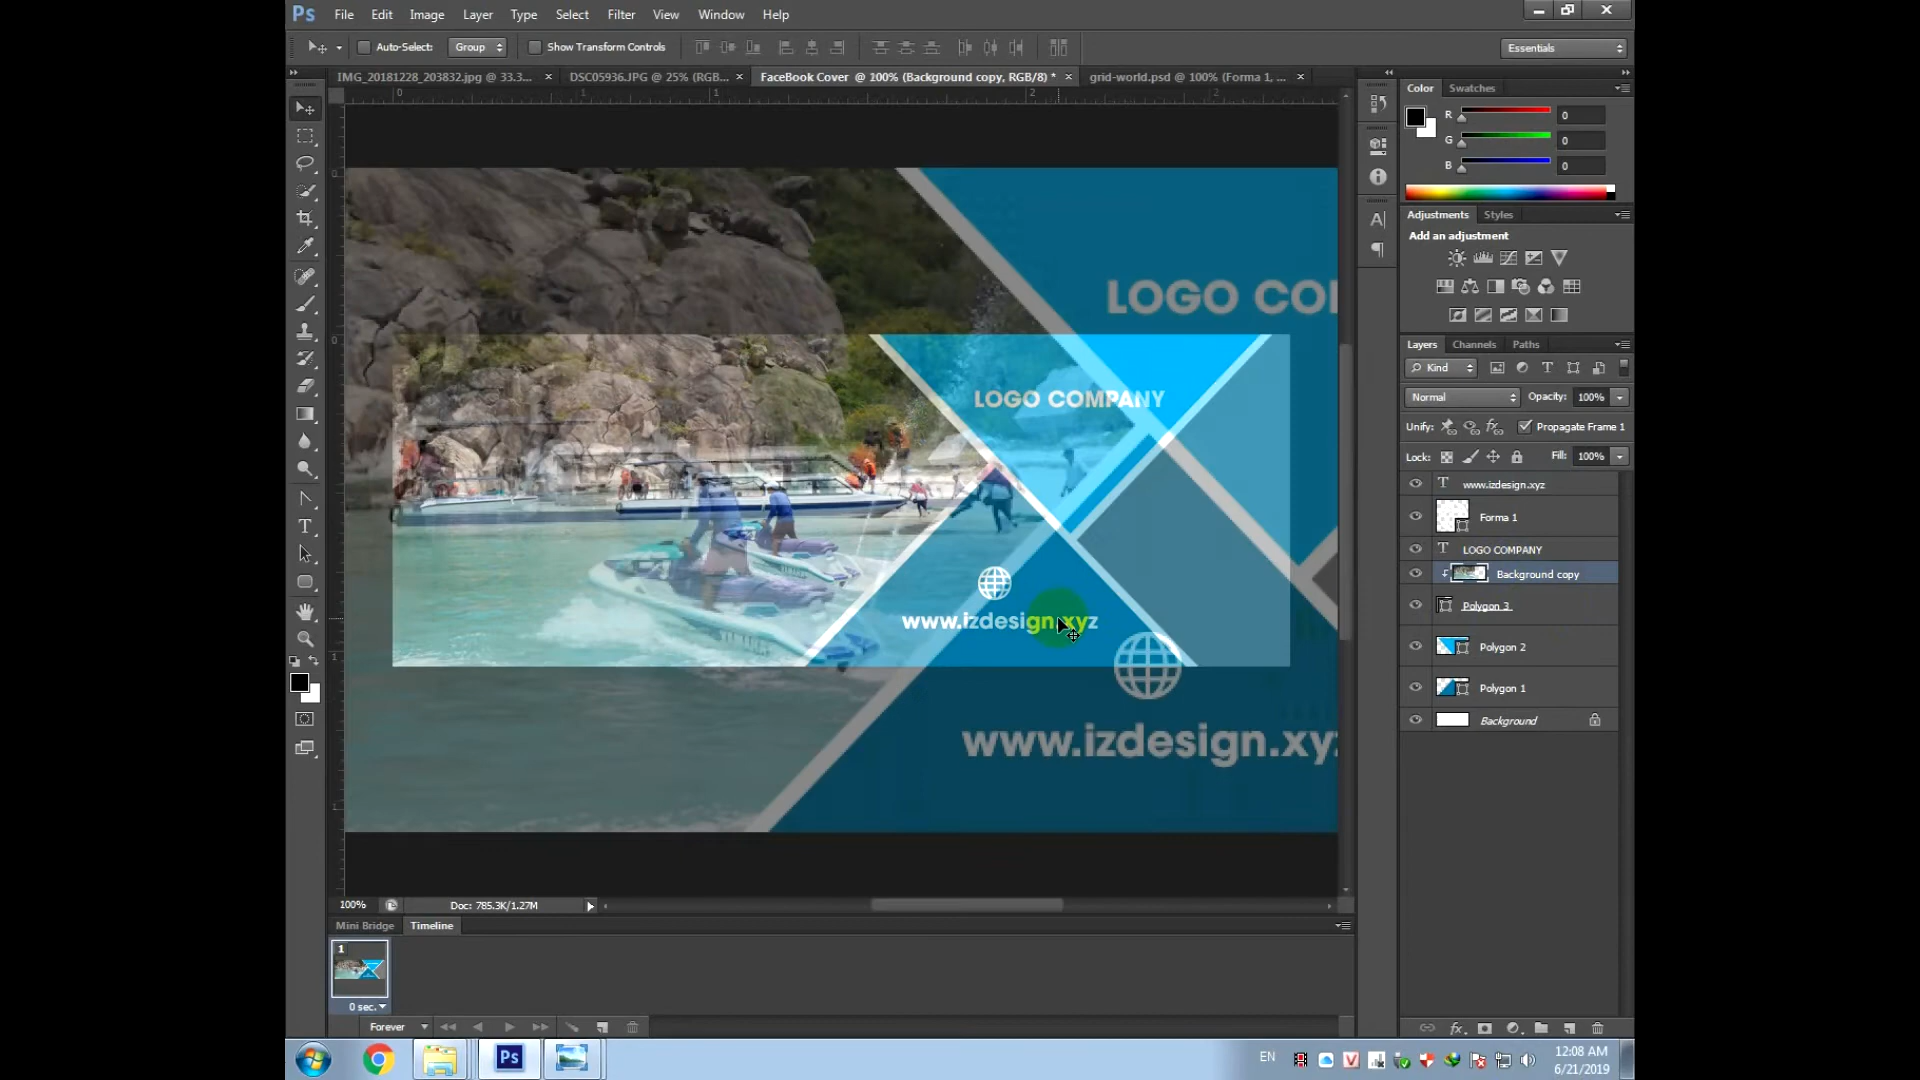 Ps File Edit Image Layer Type Select Filter View Window Help
Auto-Select: Group Show Transform Controls Essentials
IMG_20181228_203832.jpg @ 33.3... DSC05936.JPG @ 25% (RGB... FaceBook Cover @ 200% (Background copy, RGB/8) * grid-world.psd @ 100% (Forma 1, ...
Color Swatches
R 0
G 0
B 0
Adjustments Styles
Add an adjustment
LOGO COM
LOGO COMPANY
www.izdesign.xyz
www.izdesign.xyz
Layers Channels Paths
Kind
Normal Opacity: 100%
Unify: Propagate Frame 1
Lock: Fill: 100%
www.izdesign.xyz
Forma 1
LOGO COMPANY
Background copy
Polygon 3
Polygon 2
Polygon 1
Background
100% Doc: 785.3K/1.27M
Mini Bridge Timeline
1
0 sec.
Forever
Ps EN 12:08 AM
6/21/2019